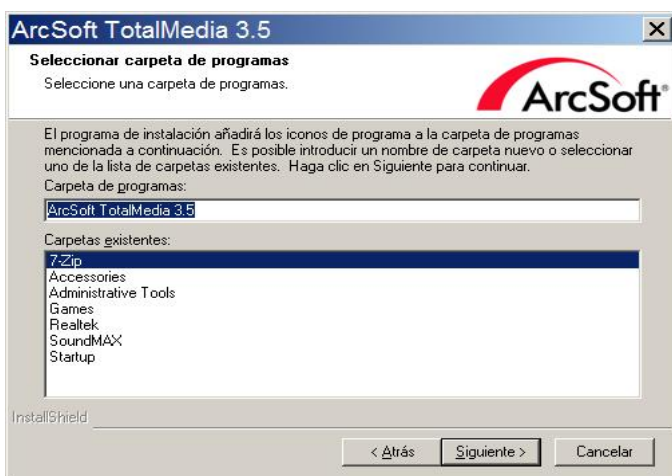 ArcSoft TotalMedia 3.5
Seleccionar carpeta de programas
Seleccione una carpeta de programas.
ArcSoft®
El programa de instalación añadirá los iconos de programa a la carpeta de programas
mencionada a continuación. Es posible introducir un nombre de carpeta nuevo o seleccionar
uno de la lista de carpetas existentes. Haga clic en Siguiente para continuar.
Carpeta de programas:
ArcSoft TotalMedia 3.5
Carpetas existentes:
7-Zip
Accessories
Administrative Tools
Games
Realtek
SoundMAX
Startup
InstallShield
< Atrás
Siguiente >
Cancelar